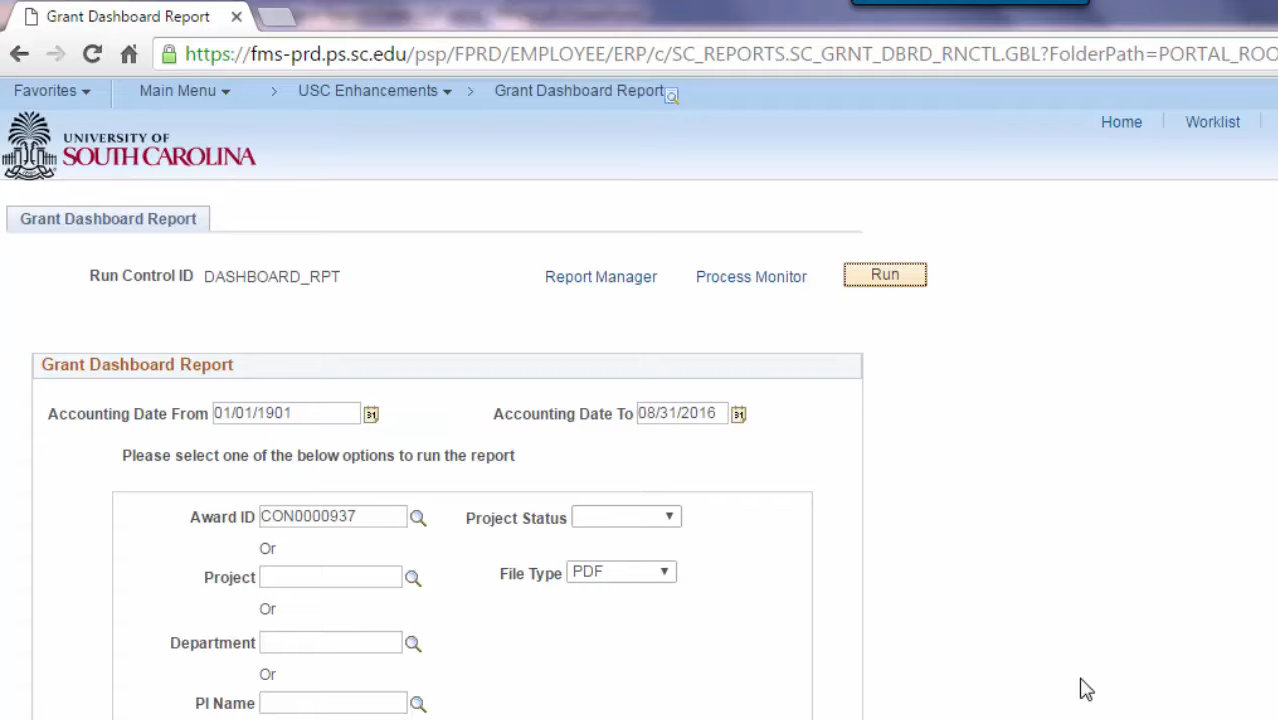 Grant Dashboard Report
https://fms-prd.ps.sc.edu/psp/FPRD/EMPLOYEE/ERP/c/SC_REPORTS.SC_GRNT_DBRD_RNCTL.GBL?FolderPath=PORTAL_ROO
Favorites Main Menu > USC Enhancements > Grant Dashboard Report
Home Worklist
UNIVERSITY OF
SOUTH CAROLINA
Grant Dashboard Report
Run Control ID DASHBOARD_RPT Report Manager Process Monitor Run
Grant Dashboard Report
Accounting Date From 01/01/1901 31 Accounting Date To 08/31/2016 31
Please select one of the below options to run the report
Award ID CON0000937 Project Status
Or
Project File Type PDF
Or
Department
Or
PI Name